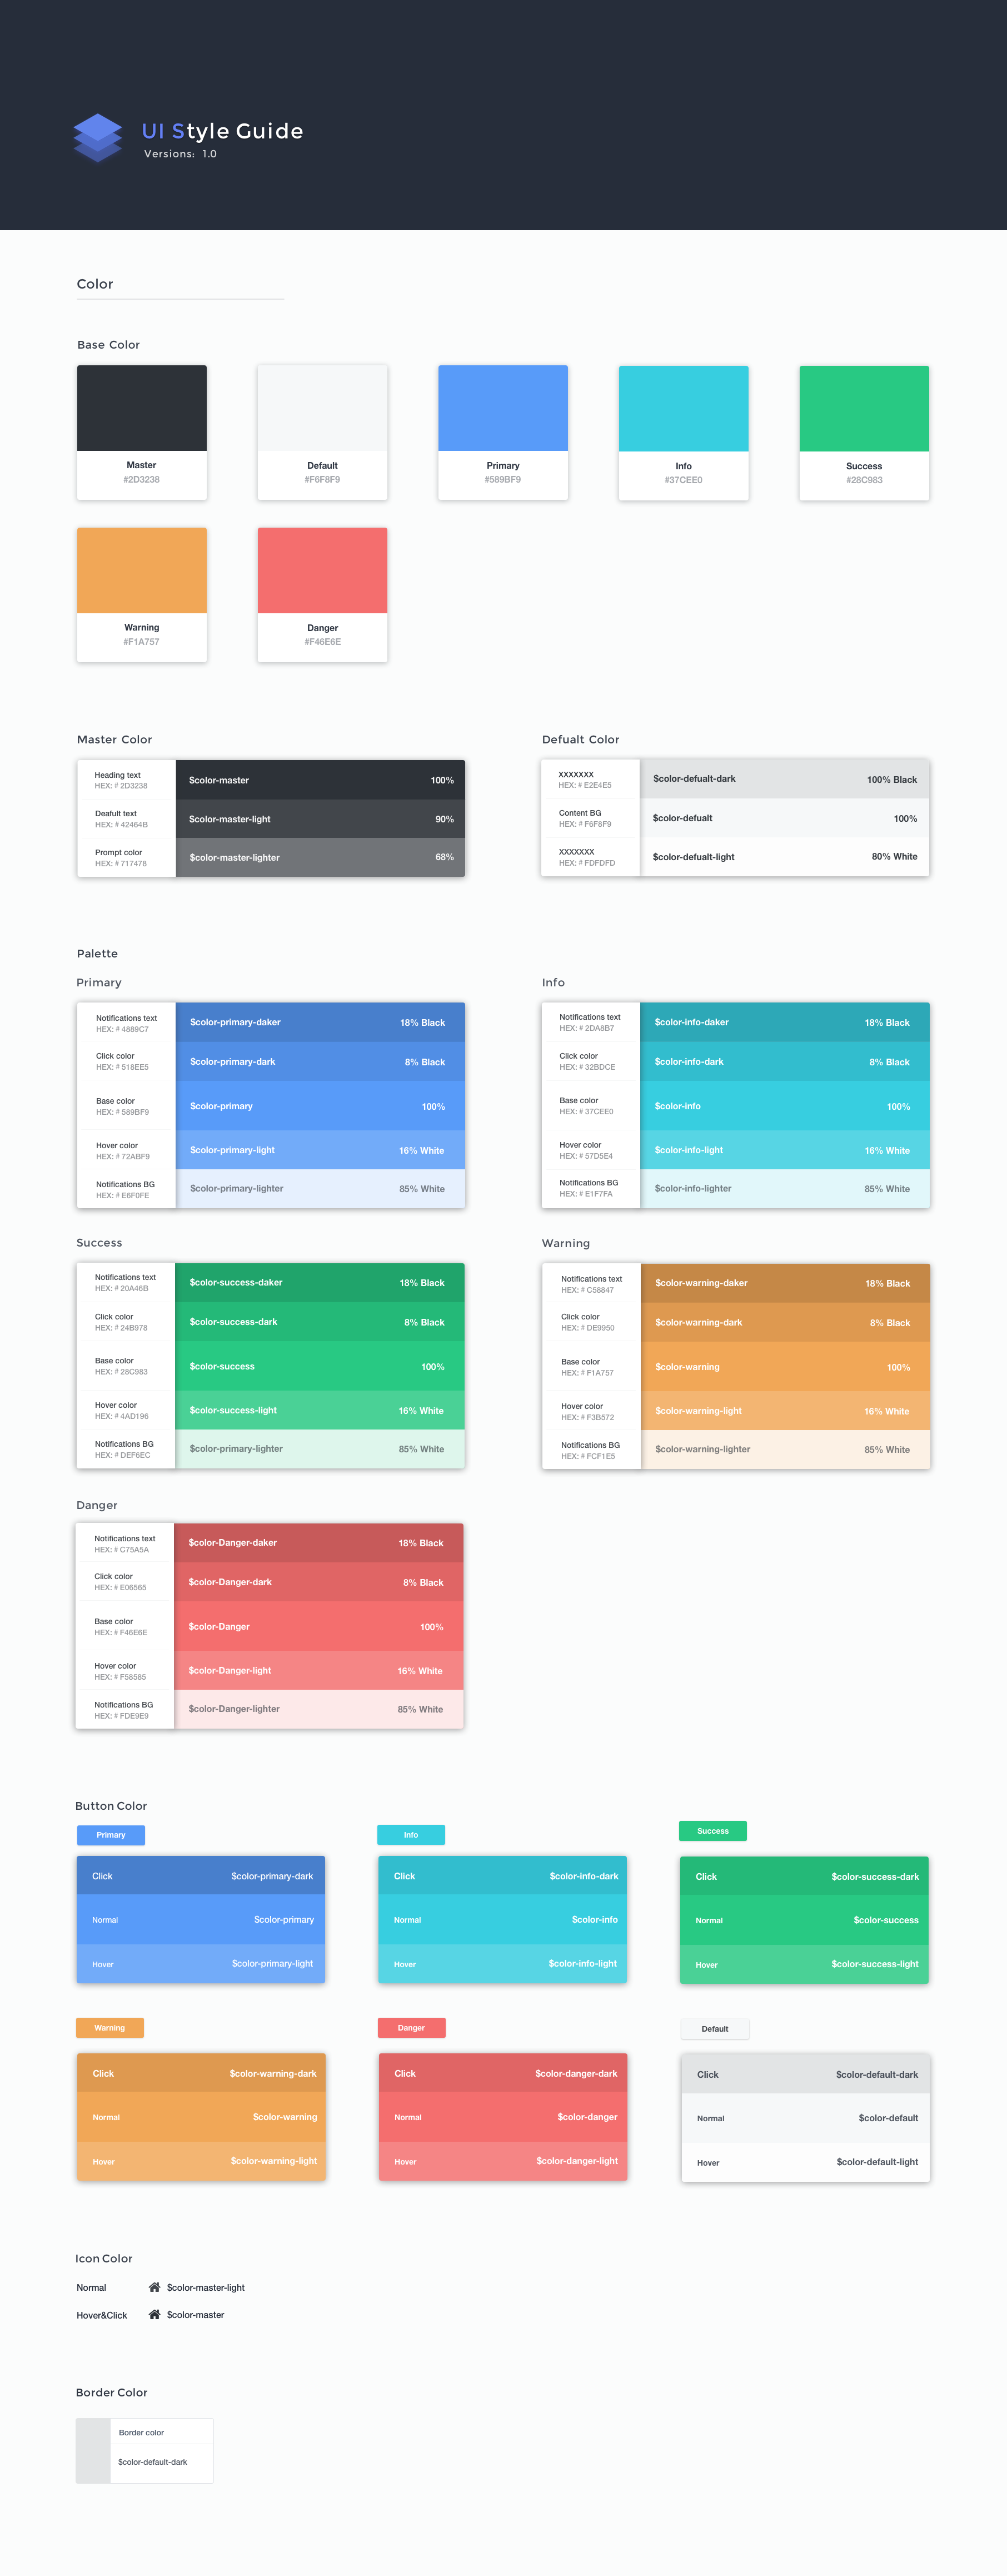 UI Style Guide
Versions: 1.0
Color
Base Color
Master
#2D3238
Default
#F6F8F9
Primary
#589BF9
Info
#37CEE0
Success
#28C983
Warning
#F1A757
Danger
#F46E6E
Master Color
Heading text
HEX: # 2D3238
$color-master
100%
Deafult text
HEX: # 42464B
$color-master-light
90%
Prompt color
HEX: # 717478
$color-master-lighter
68%
Defualt Color
XXXXXXX
HEX: # E2E4E5
$color-defualt-dark
100% Black
Content BG
HEX: # F6F8F9
$color-defualt
100%
XXXXXXX
HEX: # FDFDFD
$color-defualt-light
80% White
Palette
Primary
Notifications text
HEX: # 4889C7
$color-primary-daker
18% Black
Click color
HEX: # 518EE5
$color-primary-dark
8% Black
Base color
HEX: # 589BF9
$color-primary
100%
Hover color
HEX: # 72ABF9
$color-primary-light
16% White
Notifications BG
HEX: # E6F0FE
$color-primary-lighter
85% White
Info
Notifications text
HEX: # 2DA8B7
$color-info-daker
18% Black
Click color
HEX: # 32BDCE
$color-info-dark
8% Black
Base color
HEX: # 37CEE0
$color-info
100%
Hover color
HEX: # 57D5E4
$color-info-light
16% White
Notifications BG
HEX: # E1F7FA
$color-info-lighter
85% White
Success
Notifications text
HEX: # 20A46B
$color-success-daker
18% Black
Click color
HEX: # 24B978
$color-success-dark
8% Black
Base color
HEX: # 28C983
$color-success
100%
Hover color
HEX: # 4AD196
$color-success-light
16% White
Notifications BG
HEX: # DEF6EC
$color-primary-lighter
85% White
Warning
Notifications text
HEX: # C58847
$color-warning-daker
18% Black
Click color
HEX: # DE9950
$color-warning-dark
8% Black
Base color
HEX: # F1A757
$color-warning
100%
Hover color
HEX: # F3B572
$color-warning-light
16% White
Notifications BG
HEX: # FCF1E5
$color-warning-lighter
85% White
Danger
Notifications text
HEX: # C75A5A
$color-Danger-daker
18% Black
Click color
HEX: # E06565
$color-Danger-dark
8% Black
Base color
HEX: # F46E6E
$color-Danger
100%
Hover color
HEX: # F58585
$color-Danger-light
16% White
Notifications BG
HEX: # FDE9E9
$color-Danger-lighter
85% White
Button Color
Primary
Click $color-primary-dark
Normal $color-primary
Hover $color-primary-light
Info
Click $color-info-dark
Normal $color-info
Hover $color-info-light
Success
Click $color-success-dark
Normal $color-success
Hover $color-success-light
Warning
Click $color-warning-dark
Normal $color-warning
Hover $color-warning-light
Danger
Click $color-danger-dark
Normal $color-danger
Hover $color-danger-light
Default
Click $color-default-dark
Normal $color-default
Hover $color-default-light
Icon Color
Normal $color-master-light
Hover&Click $color-master
Border Color
Border color
$color-default-dark